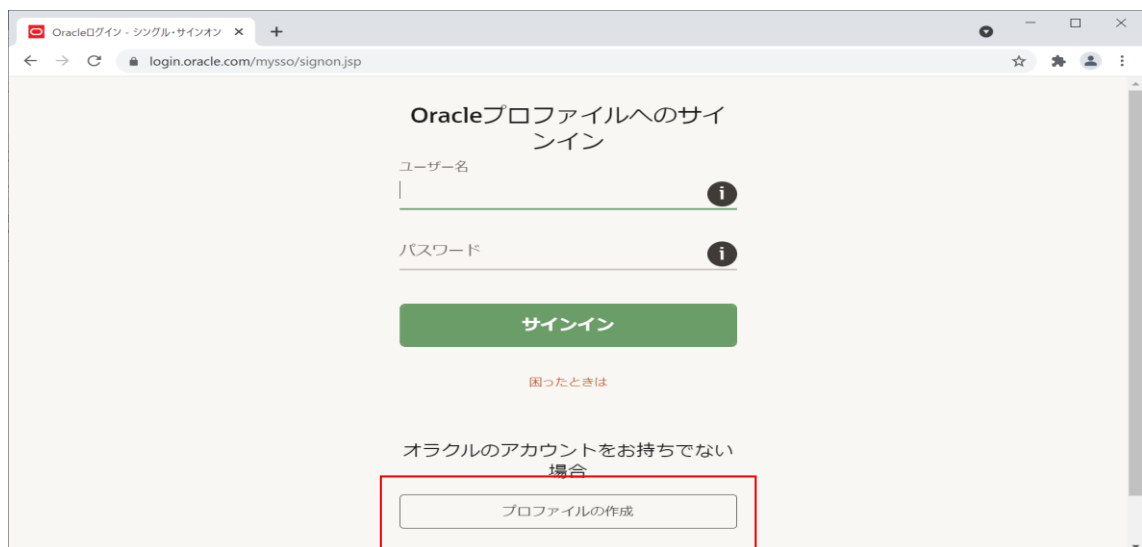 Oracleログイン - シングル・サインオン
login.oracle.com/mysso/signon.jsp
Oracleプロファイルへのサイ
ンイン
ユーザー名
パスワード
サインイン
困ったときは
オラクルのアカウントをお持ちでない
場合
プロファイルの作成